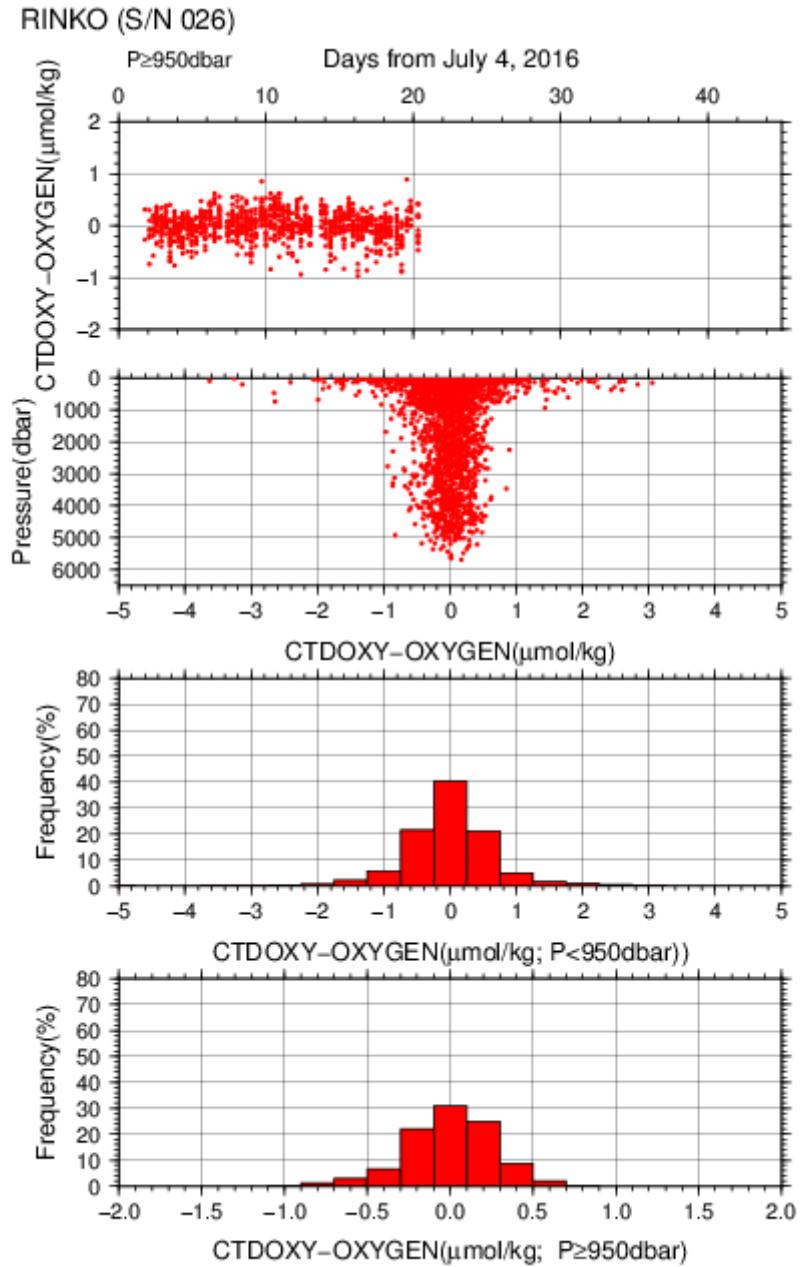 RINKO (S/N 026)
P≥950dbar
Days from July 4, 2016
0 10 20 30 40
CTDOXY−OXYGEN(μmol/kg)
2
1
0
−1
−2
Pressure(dbar)
0
1000
2000
3000
4000
5000
6000
−5 −4 −3 −2 −1 0 1 2 3 4 5
CTDOXY−OXYGEN(μmol/kg)
Frequency(%)
80
70
60
50
40
30
20
10
0
−5 −4 −3 −2 −1 0 1 2 3 4 5
CTDOXY−OXYGEN(μmol/kg; P<950dbar))
Frequency(%)
80
70
60
50
40
30
20
10
0
−2.0 −1.5 −1.0 −0.5 0.0 0.5 1.0 1.5 2.0
CTDOXY−OXYGEN(μmol/kg; P≥950dbar)